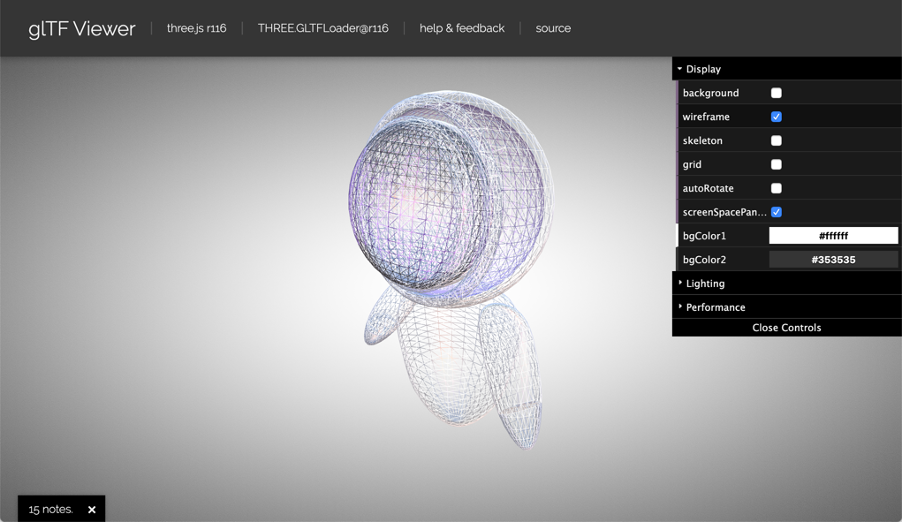 glTF Viewer | three.js r116 | THREE.GLTFLoader@r116 | help & feedback | source
Display
background
wireframe
skeleton
grid
autoRotate
screenSpacePan...
bgColor1 #ffffff
bgColor2 #353535
Lighting
Performance
Close Controls
15 notes. ×